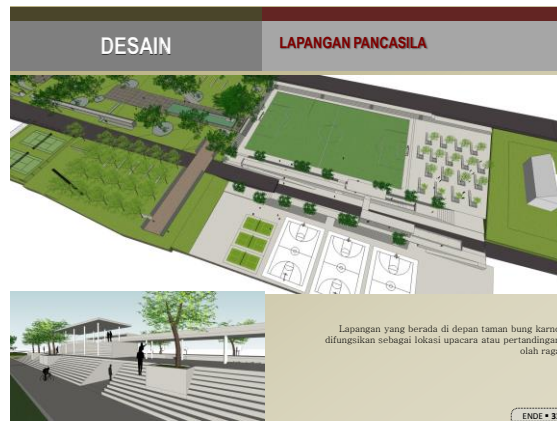 DESAIN
LAPANGAN PANCASILA
Lapangan yang berada di depan taman bung karno
difungsikan sebagai lokasi upacara atau pertandingan
olah raga
ENDE ▪